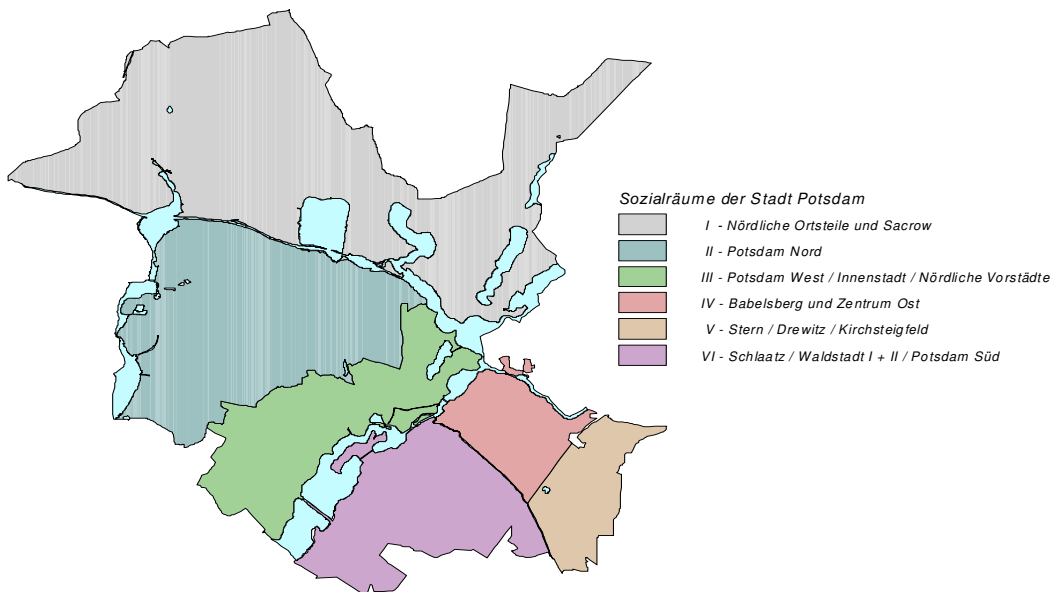 Sozialräume der Stadt Potsdam
I - Nördliche Ortsteile und Sacrow
II - Potsdam Nord
III - Potsdam West / Innenstadt / Nördliche Vorstädte
IV - Babelsberg und Zentrum Ost
V - Stern / Drewitz / Kirchsteigfeld
VI - Schlaatz / Waldstadt I + II / Potsdam Süd